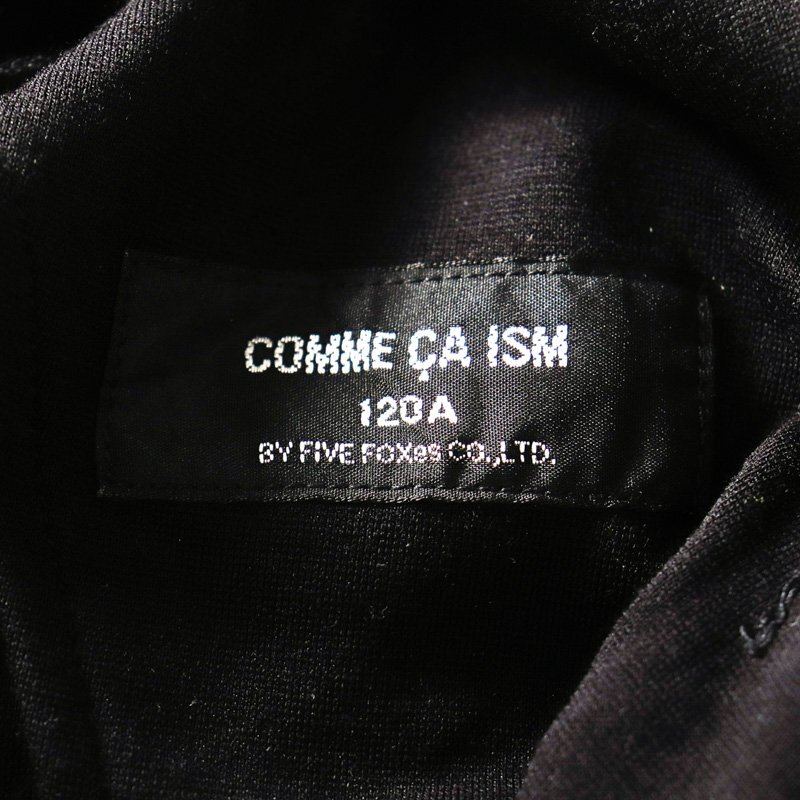 COMME ÇA ISM
120A
BY FIVE FOXes CO.,LTD.